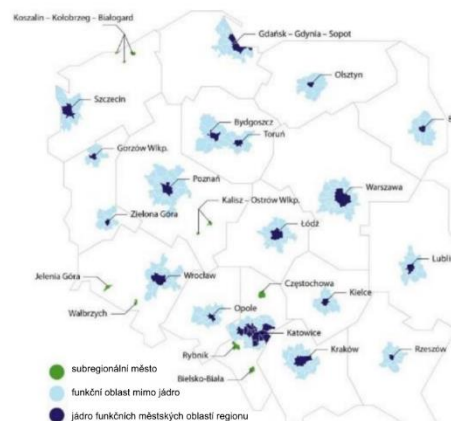 Koszalin – Kołobrzeg – Białogard
Gdańsk – Gdynia – Sopot
Olsztyn
Szczecin
Bydgoszcz
Toruń
Gorzów Wlkp.
Poznań
Warszawa
Kalisz – Ostrów Wlkp.
Zielona Góra
Łódź
Jelenia Góra
Wrocław
Częstochowa
Lubli
Wałbrzych
Opole
Kielce
Katowice
Rybnik
Kraków
Rzeszów
Bielsko-Biała
subregionální město
funkční oblast mimo jádro
jádro funkčních městských oblastí regionu